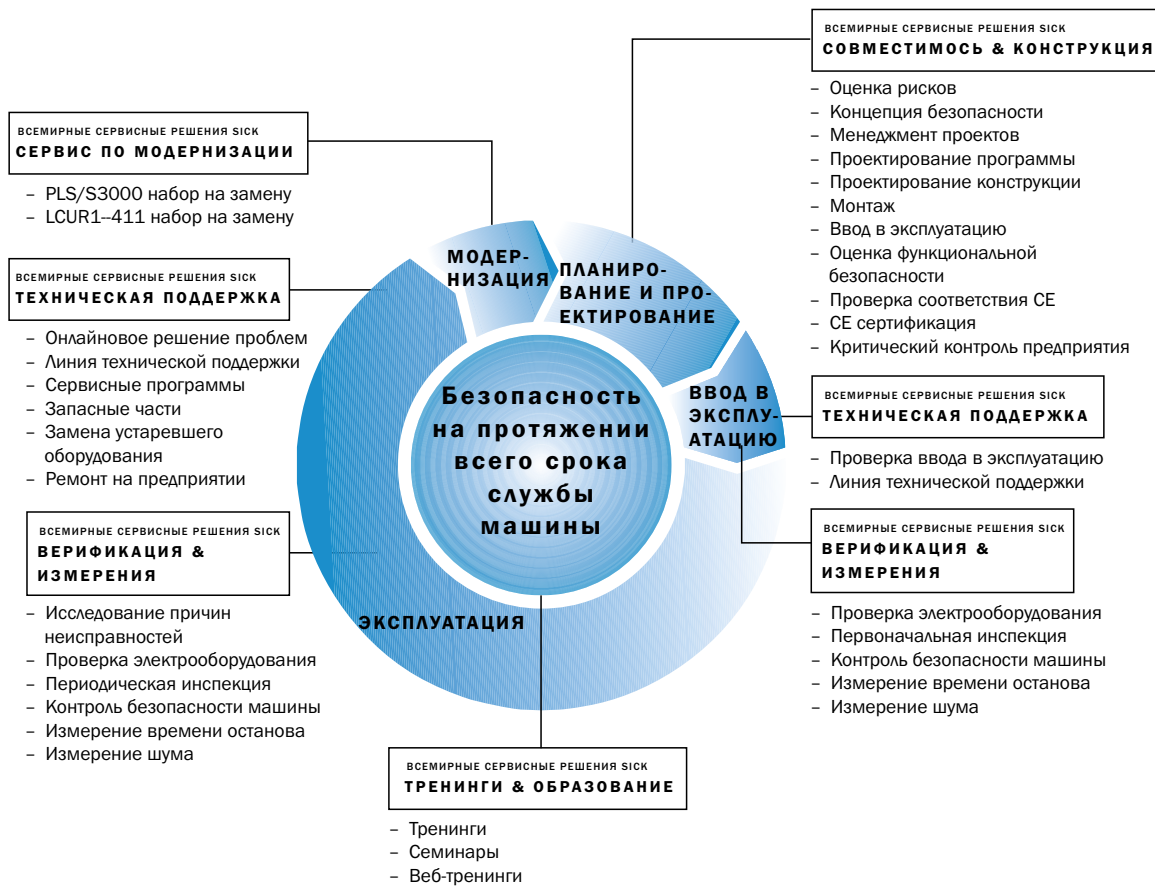 ВСЕМИРНЫЕ СЕРВИСНЫЕ РЕШЕНИЯ SICK
СОВМЕСТИМОСЬ & КОНСТРУКЦИЯ
– Оценка рисков
– Концепция безопасности
– Менеджмент проектов
– Проектирование программы
– Проектирование конструкции
– Монтаж
– Ввод в эксплуатацию
– Оценка функциональной
безопасности
– Проверка соответствия CE
– CE сертификация
– Критический контроль предприятия
ВСЕМИРНЫЕ СЕРВИСНЫЕ РЕШЕНИЯ SICK
СЕРВИС ПО МОДЕРНИЗАЦИИ
– PLS/S3000 набор на замену
– LCUR1--411 набор на замену
ВСЕМИРНЫЕ СЕРВИСНЫЕ РЕШЕНИЯ SICK
ТЕХНИЧЕСКАЯ ПОДДЕРЖКА
– Онлайновое решение проблем
– Линия технической поддержки
– Сервисные программы
– Запасные части
– Замена устаревшего
оборудования
– Ремонт на предприятии
ВСЕМИРНЫЕ СЕРВИСНЫЕ РЕШЕНИЯ SICK
ВЕРИФИКАЦИЯ &
ИЗМЕРЕНИЯ
– Исследование причин
неисправностей
– Проверка электрооборудования
– Периодическая инспекция
– Контроль безопасности машины
– Измерение времени останова
– Измерение шума
МОДЕР-
НИЗАЦИЯ
ПЛАНИРО-
ВАНИЕ И ПРО-
ЕКТИРОВАНИЕ
ВВОД В
ЭКСПЛУ-
АТАЦИЮ
Безопасность
на протяжении
всего срока
службы
машины
ЭКСПЛУАТАЦИЯ
ВСЕМИРНЫЕ СЕРВИСНЫЕ РЕШЕНИЯ SICK
ТЕХНИЧЕСКАЯ ПОДДЕРЖКА
– Проверка ввода в эксплуатацию
– Линия технической поддержки
ВСЕМИРНЫЕ СЕРВИСНЫЕ РЕШЕНИЯ SICK
ВЕРИФИКАЦИЯ &
ИЗМЕРЕНИЯ
– Проверка электрооборудования
– Первоначальная инспекция
– Контроль безопасности машины
– Измерение времени останова
– Измерение шума
ВСЕМИРНЫЕ СЕРВИСНЫЕ РЕШЕНИЯ SICK
ТРЕНИНГИ & ОБРАЗОВАНИЕ
– Тренинги
– Семинары
– Веб-тренинги